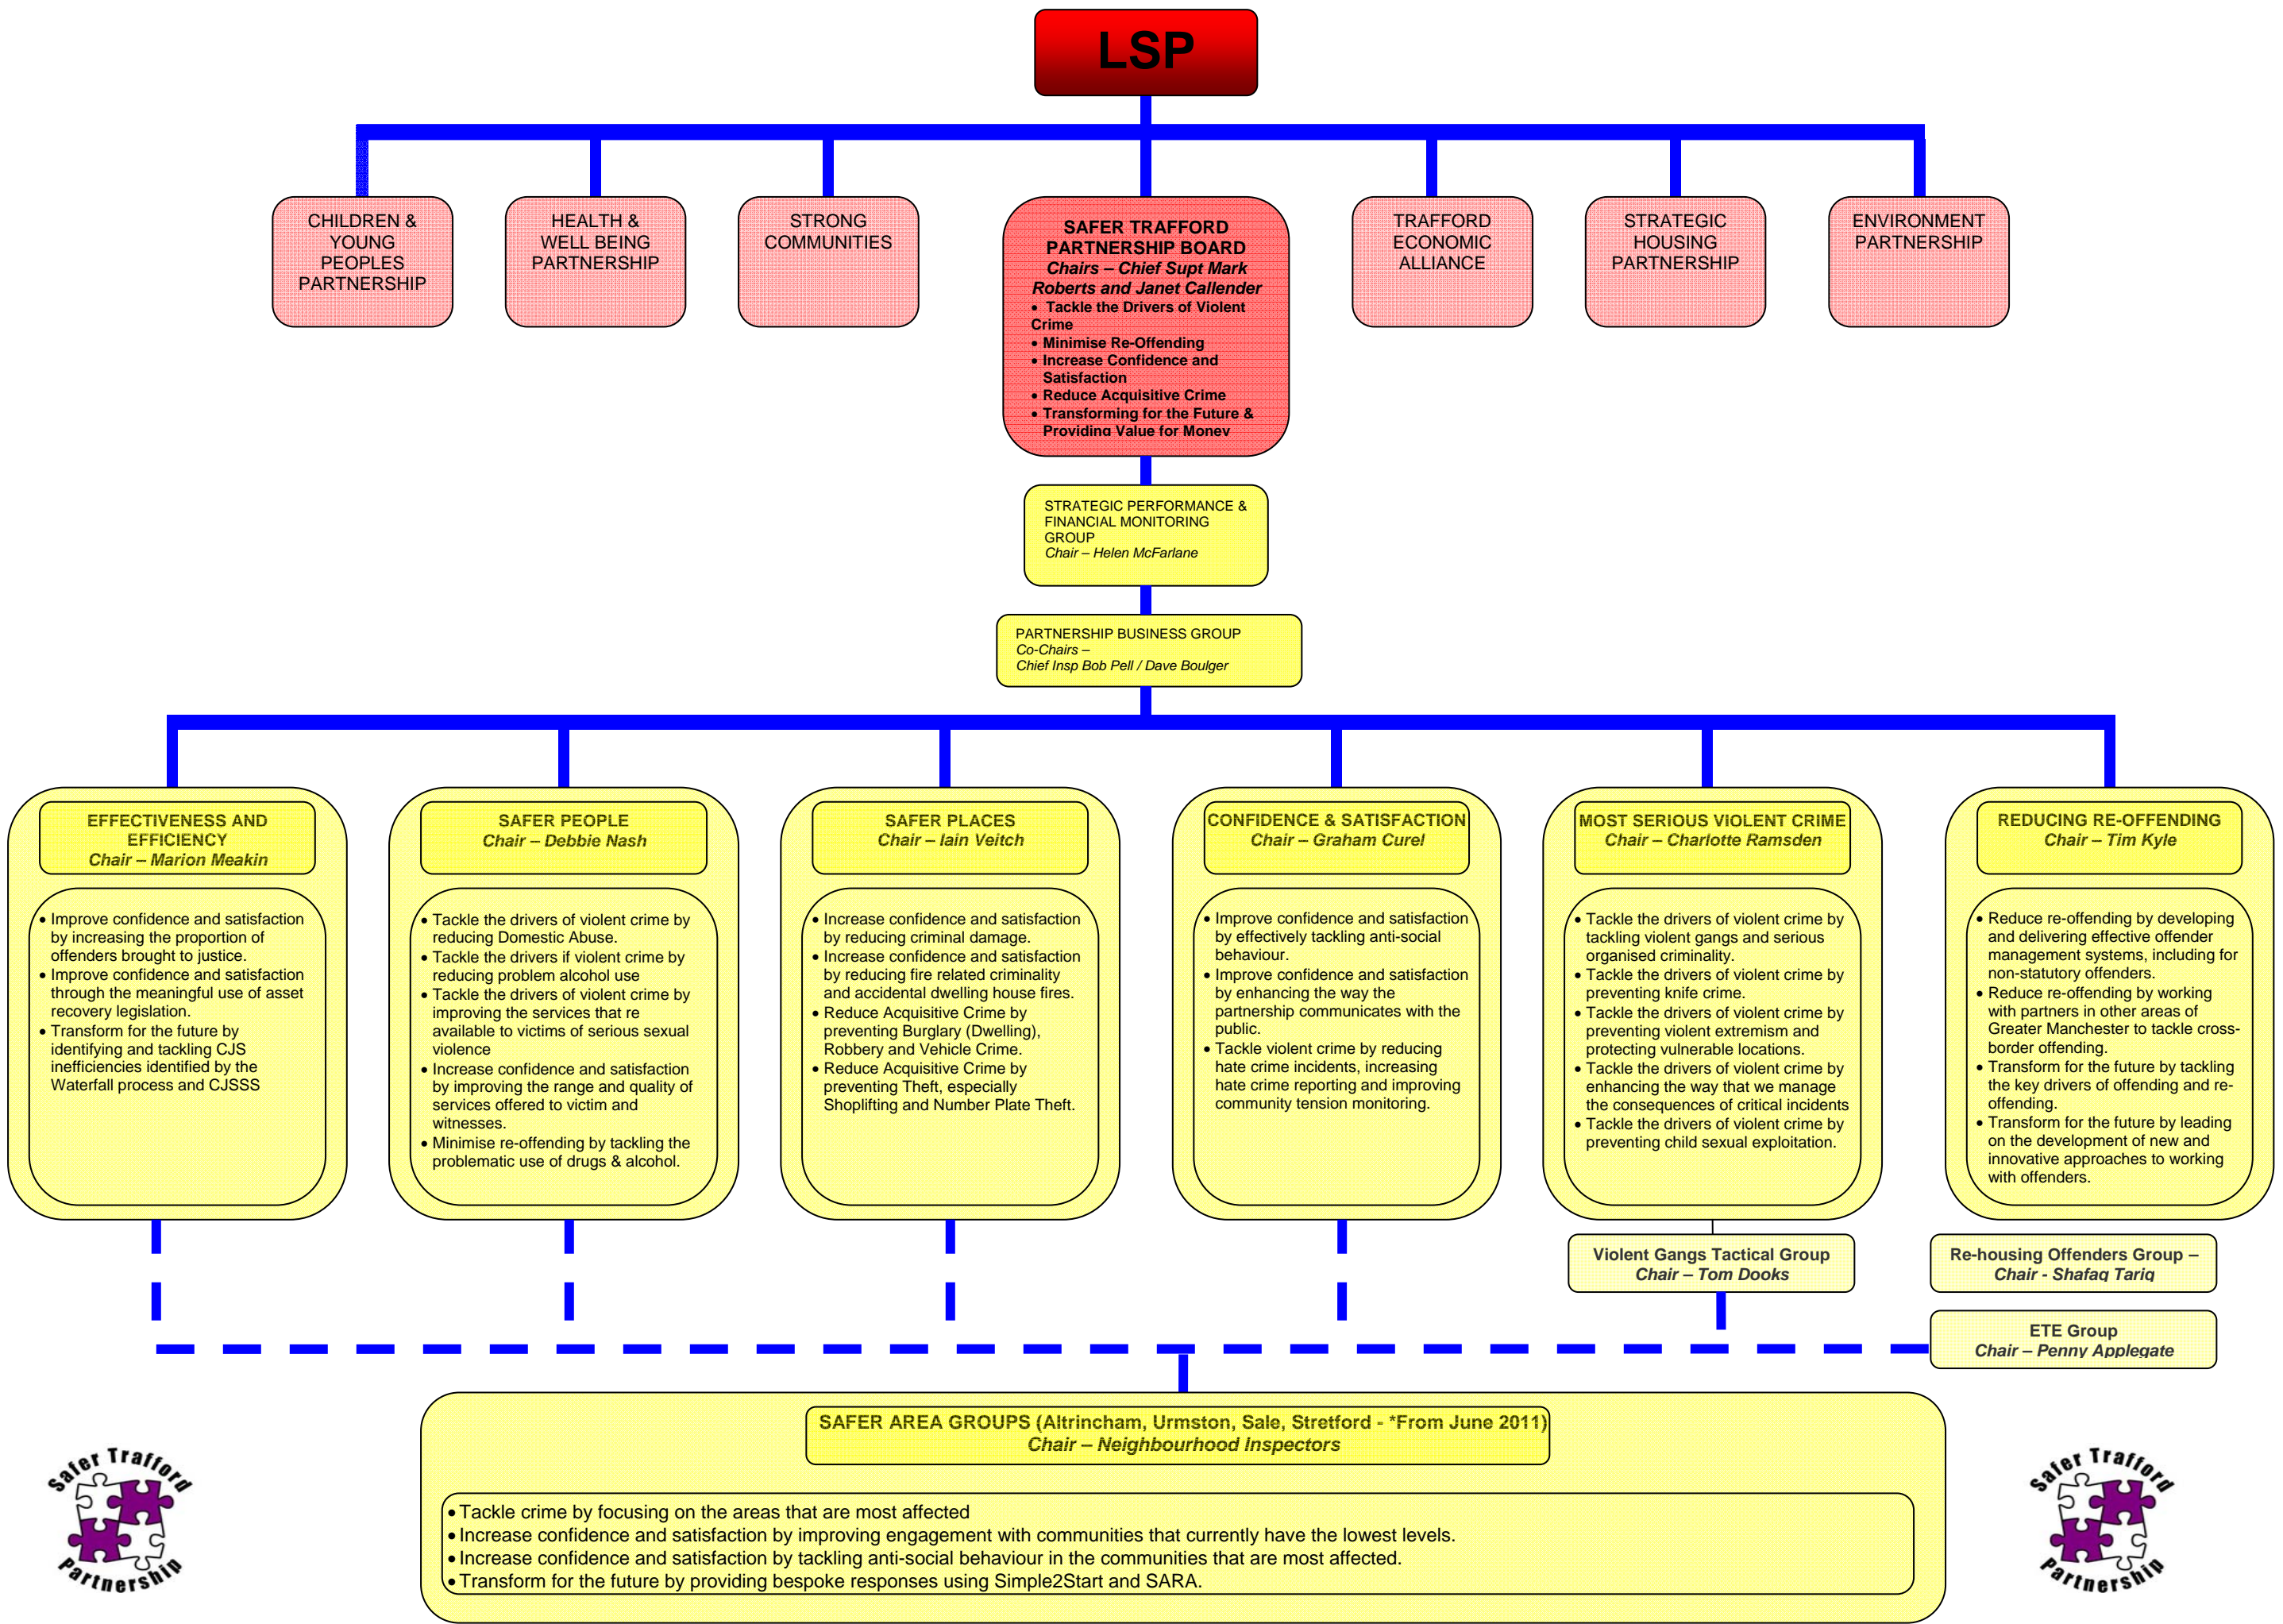 LSP
CHILDREN &
YOUNG
PEOPLES
PARTNERSHIP
HEALTH &
WELL BEING
PARTNERSHIP
STRONG
COMMUNITIES
SAFER TRAFFORD
PARTNERSHIP BOARD
Chairs – Chief Supt Mark
Roberts and Janet Callender
• Tackle the Drivers of Violent
Crime
• Minimise Re-Offending
• Increase Confidence and
Satisfaction
• Reduce Acquisitive Crime
• Transforming for the Future &
Providing Value for Money
TRAFFORD
ECONOMIC
ALLIANCE
STRATEGIC
HOUSING
PARTNERSHIP
ENVIRONMENT
PARTNERSHIP
STRATEGIC PERFORMANCE &
FINANCIAL MONITORING
GROUP
Chair – Helen McFarlane
PARTNERSHIP BUSINESS GROUP
Co-Chairs –
Chief Insp Bob Pell / Dave Boulger
EFFECTIVENESS AND
EFFICIENCY
Chair – Marion Meakin
• Improve confidence and satisfaction
by increasing the proportion of
offenders brought to justice.
• Improve confidence and satisfaction
through the meaningful use of asset
recovery legislation.
• Transform for the future by
identifying and tackling CJS
inefficiencies identified by the
Waterfall process and CJSSS
SAFER PEOPLE
Chair – Debbie Nash
• Tackle the drivers of violent crime by
reducing Domestic Abuse.
• Tackle the drivers if violent crime by
reducing problem alcohol use
• Tackle the drivers of violent crime by
improving the services that re
available to victims of serious sexual
violence
• Increase confidence and satisfaction
by improving the range and quality of
services offered to victim and
witnesses.
• Minimise re-offending by tackling the
problematic use of drugs & alcohol.
SAFER PLACES
Chair – Iain Veitch
• Increase confidence and satisfaction
by reducing criminal damage.
• Increase confidence and satisfaction
by reducing fire related criminality
and accidental dwelling house fires.
• Reduce Acquisitive Crime by
preventing Burglary (Dwelling),
Robbery and Vehicle Crime.
• Reduce Acquisitive Crime by
preventing Theft, especially
Shoplifting and Number Plate Theft.
CONFIDENCE & SATISFACTION
Chair – Graham Curel
• Improve confidence and satisfaction
by effectively tackling anti-social
behaviour.
• Improve confidence and satisfaction
by enhancing the way the
partnership communicates with the
public.
• Tackle violent crime by reducing
hate crime incidents, increasing
hate crime reporting and improving
community tension monitoring.
MOST SERIOUS VIOLENT CRIME
Chair – Charlotte Ramsden
• Tackle the drivers of violent crime by
tackling violent gangs and serious
organised criminality.
• Tackle the drivers of violent crime by
preventing knife crime.
• Tackle the drivers of violent crime by
preventing violent extremism and
protecting vulnerable locations.
• Tackle the drivers of violent crime by
enhancing the way that we manage
the consequences of critical incidents
• Tackle the drivers of violent crime by
preventing child sexual exploitation.
REDUCING RE-OFFENDING
Chair – Tim Kyle
• Reduce re-offending by developing
and delivering effective offender
management systems, including for
non-statutory offenders.
• Reduce re-offending by working
with partners in other areas of
Greater Manchester to tackle cross-
border offending.
• Transform for the future by tackling
the key drivers of offending and re-
offending.
• Transform for the future by leading
on the development of new and
innovative approaches to working
with offenders.
Violent Gangs Tactical Group
Chair – Tom Dooks
Re-housing Offenders Group –
Chair - Shafaq Tariq
ETE Group
Chair – Penny Applegate
SAFER AREA GROUPS (Altrincham, Urmston, Sale, Stretford - *From June 2011)
Chair – Neighbourhood Inspectors
• Tackle crime by focusing on the areas that are most affected
• Increase confidence and satisfaction by improving engagement with communities that currently have the lowest levels.
• Increase confidence and satisfaction by tackling anti-social behaviour in the communities that are most affected.
• Transform for the future by providing bespoke responses using Simple2Start and SARA.
Safer Trafford
Partnership
Safer Trafford
Partnership